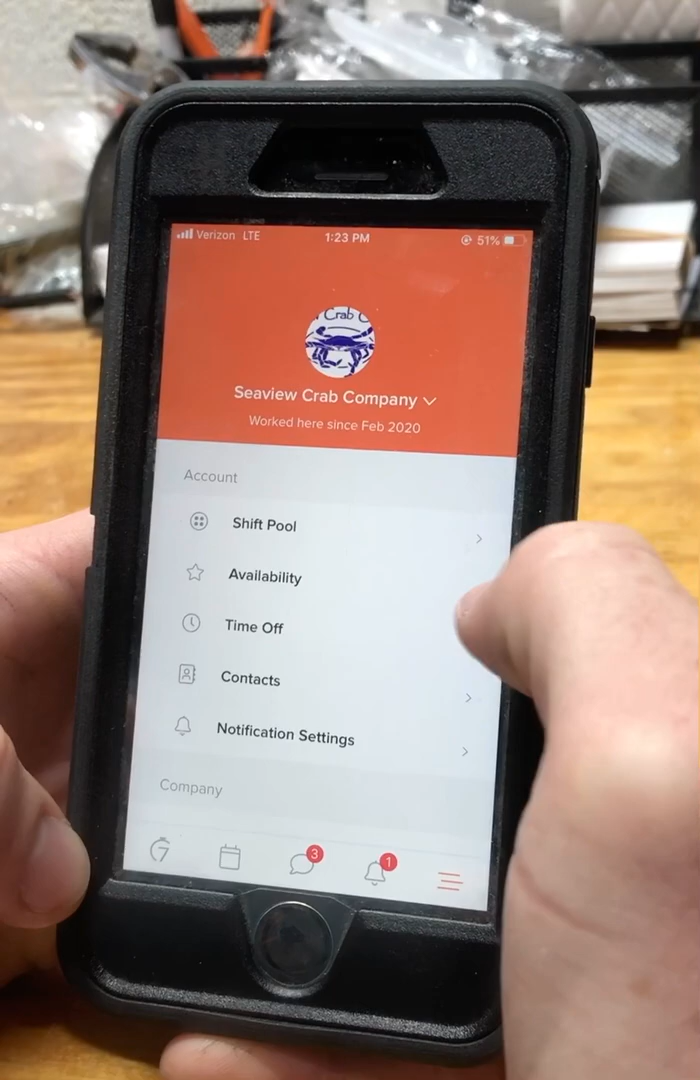 Verizon LTE 1:23 PM 51%
Crab C
Seaview Crab Company
Worked here since Feb 2020
Account
Shift Pool
Availability
Time Off
Contacts
Notification Settings
Company
7 3 1